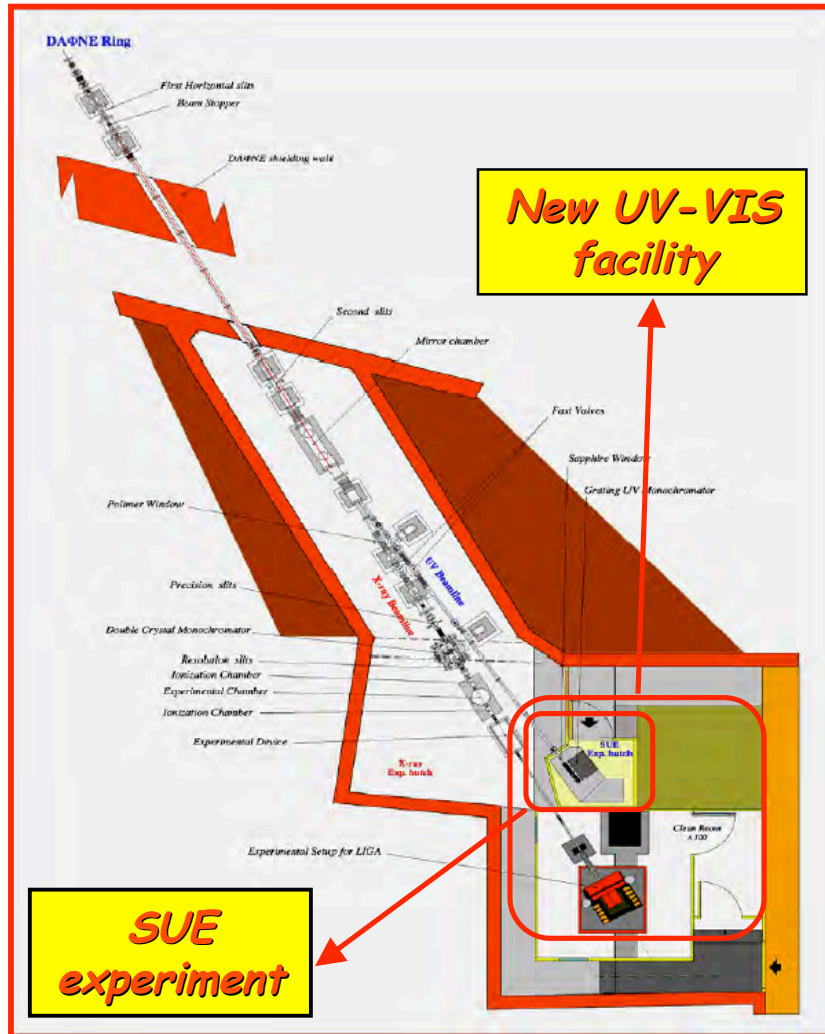 DAΦNE Ring
First Horizontal slits
Beam Stopper
DAΦNE shielding wall
New UV-VIS
facility
Second slits
Mirror chamber
Fast Valves
Sapphire Window
Grating UV Monochromator
Polimer Window
UV Beamline
X-ray Beamline
Precision slits
Double Crystal Monochromator
Resolution slits
Ionization Chamber
Experimental Chamber
Ionization Chamber
Experimental Device
SUE
Exp. hutch
X-ray
Exp. hutch
Clean Room
A 100
Experimental Setup for LIGA
SUE
experiment